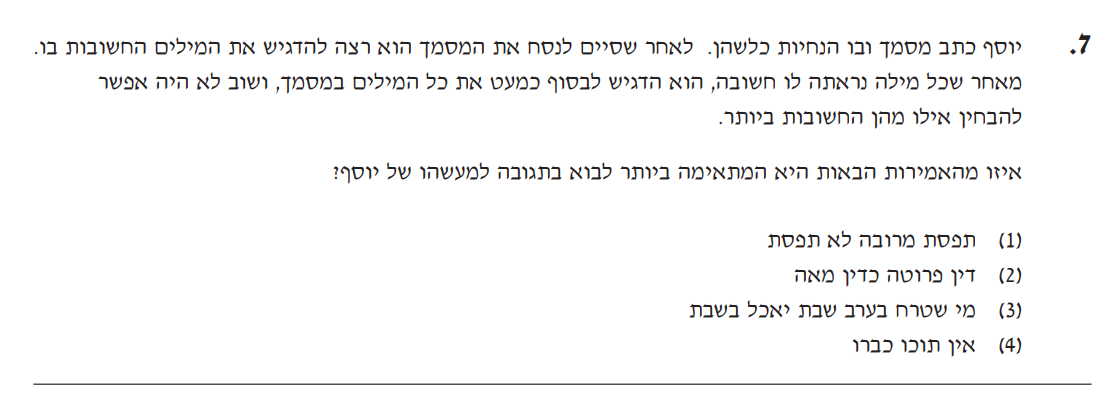 7. יוסף כתב מסמך ובו הנחיות כלשהן. לאחר שסיים לנסח את המסמך הוא רצה להדגיש את המילים החשובות בו.
מאחר שכל מילה נראתה לו חשובה, הוא הדגיש לבסוף כמעט את כל המילים במסמך, ושוב לא היה אפשר
להבחין אילו מהן החשובות ביותר.
איזו מהאמירות הבאות היא המתאימה ביותר לבוא בתגובה למעשהו של יוסף?
(1) תפסת מרובה לא תפסת
(2) דין פרוטה כדין מאה
(3) מי שטרח בערב שבת יאכל בשבת
(4) אין תוכו כברו